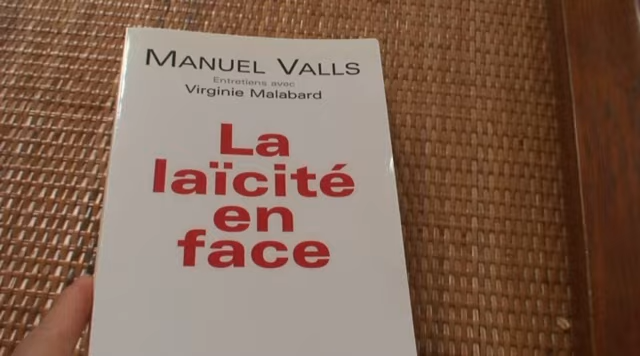 MANUEL VALLS
Entretiens avec
Virginie Malabard
La
laïcité
en
face